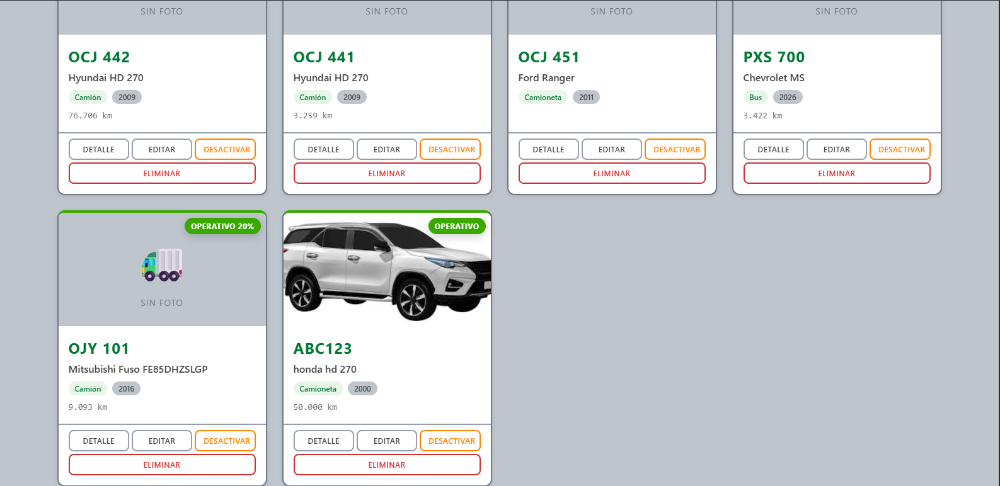 SIN FOTO
SIN FOTO
SIN FOTO
SIN FOTO
OCJ 442
Hyundai HD 270
Camión 2009
76.706 km
DETALLE EDITAR DESACTIVAR
ELIMINAR
OCJ 441
Hyundai HD 270
Camión 2009
3.259 km
DETALLE EDITAR DESACTIVAR
ELIMINAR
OCJ 451
Ford Ranger
Camioneta 2011
DETALLE EDITAR DESACTIVAR
ELIMINAR
PXS 700
Chevrolet MS
Bus 2026
3.422 km
DETALLE EDITAR DESACTIVAR
ELIMINAR
OPERATIVO 20%
SIN FOTO
OJY 101
Mitsubishi Fuso FE85DHZSLGP
Camión 2016
9.093 km
DETALLE EDITAR DESACTIVAR
ELIMINAR
OPERATIVO
ABC123
honda hd 270
Camioneta 2000
50.000 km
DETALLE EDITAR DESACTIVAR
ELIMINAR